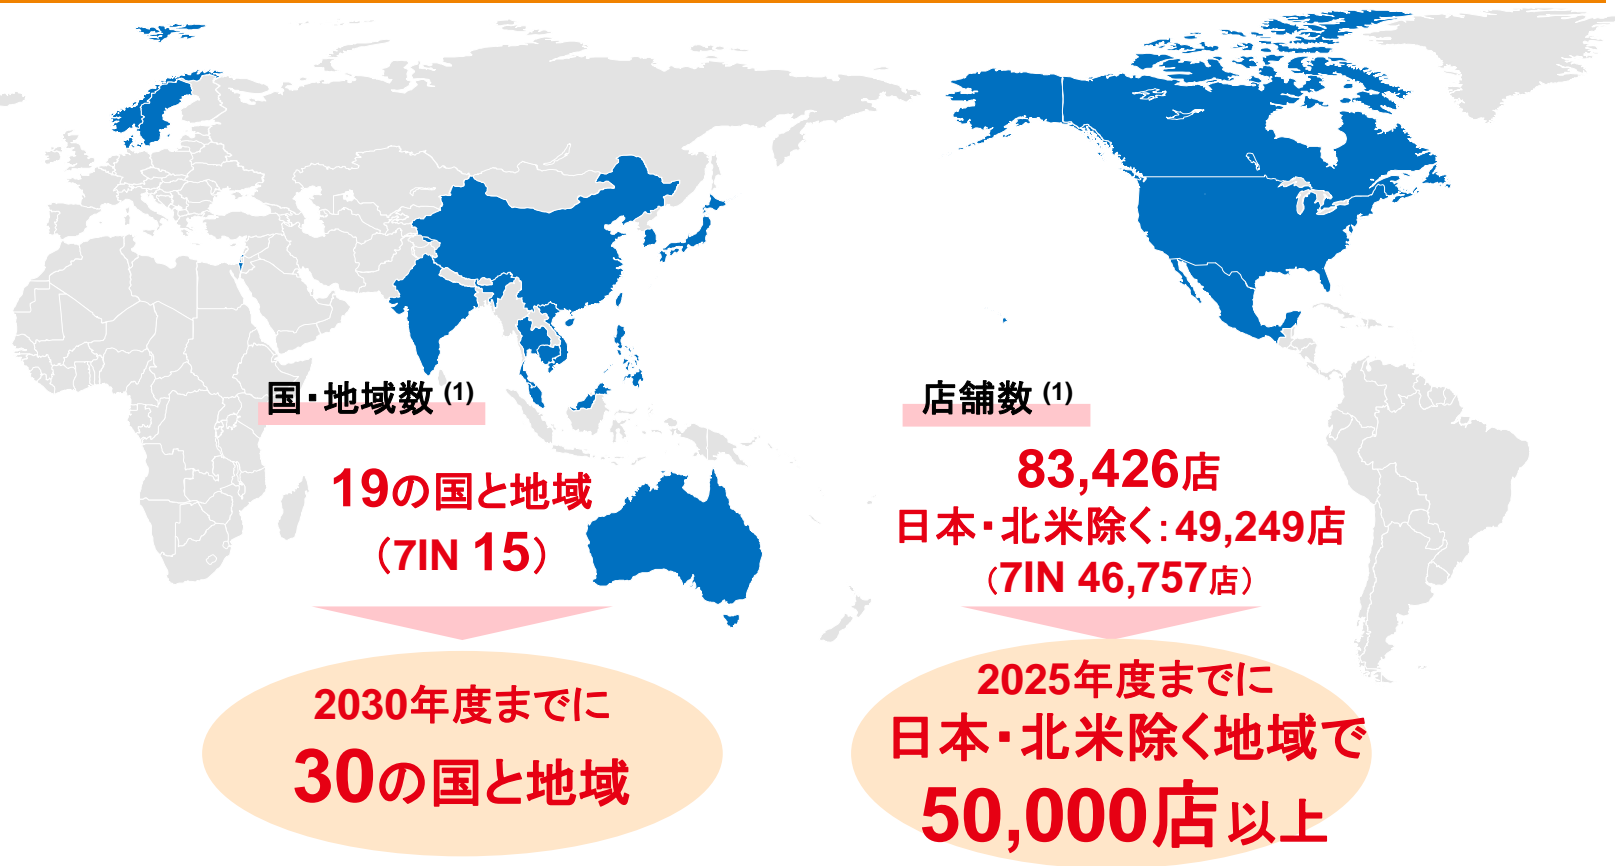 国・地域数 (1)
19の国と地域
（7IN 15）
2030年度までに
30の国と地域
店舗数 (1)
83,426店
日本・北米除く：49,249店
（7IN 46,757店）
2025年度までに
日本・北米除く地域で
50,000店以上